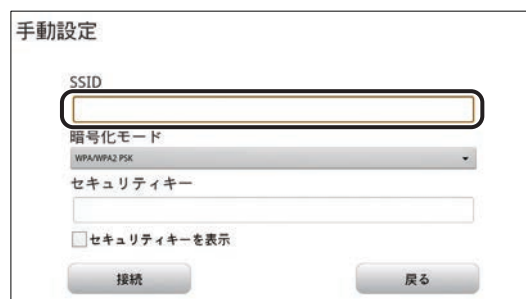 手動設定
SSID
暗号化モード
WPA/WPA2 PSK
セキュリティキー
セキュリティキーを表示
接続
戻る